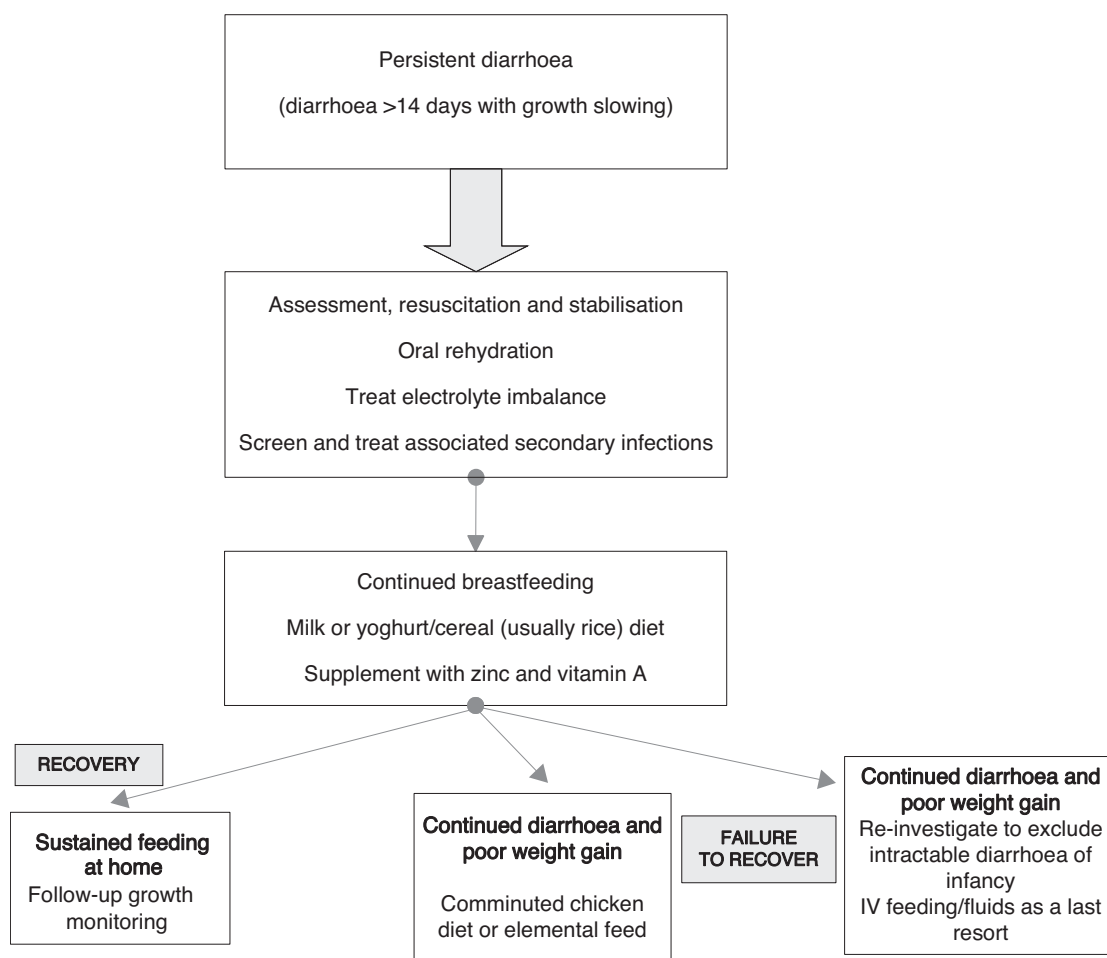 Persistent diarrhoea
(diarrhoea >14 days with growth slowing)
Assessment, resuscitation and stabilisation
Oral rehydration
Treat electrolyte imbalance
Screen and treat associated secondary infections
Continued breastfeeding
Milk or yoghurt/cereal (usually rice) diet
Supplement with zinc and vitamin A
RECOVERY
Sustained feeding
at home
Follow-up growth
monitoring
Continued diarrhoea and
poor weight gain
Comminuted chicken
diet or elemental feed
FAILURE
TO RECOVER
Continued diarrhoea and
poor weight gain
Re-investigate to exclude
intractable diarrhoea of
infancy
IV feeding/fluids as a last
resort